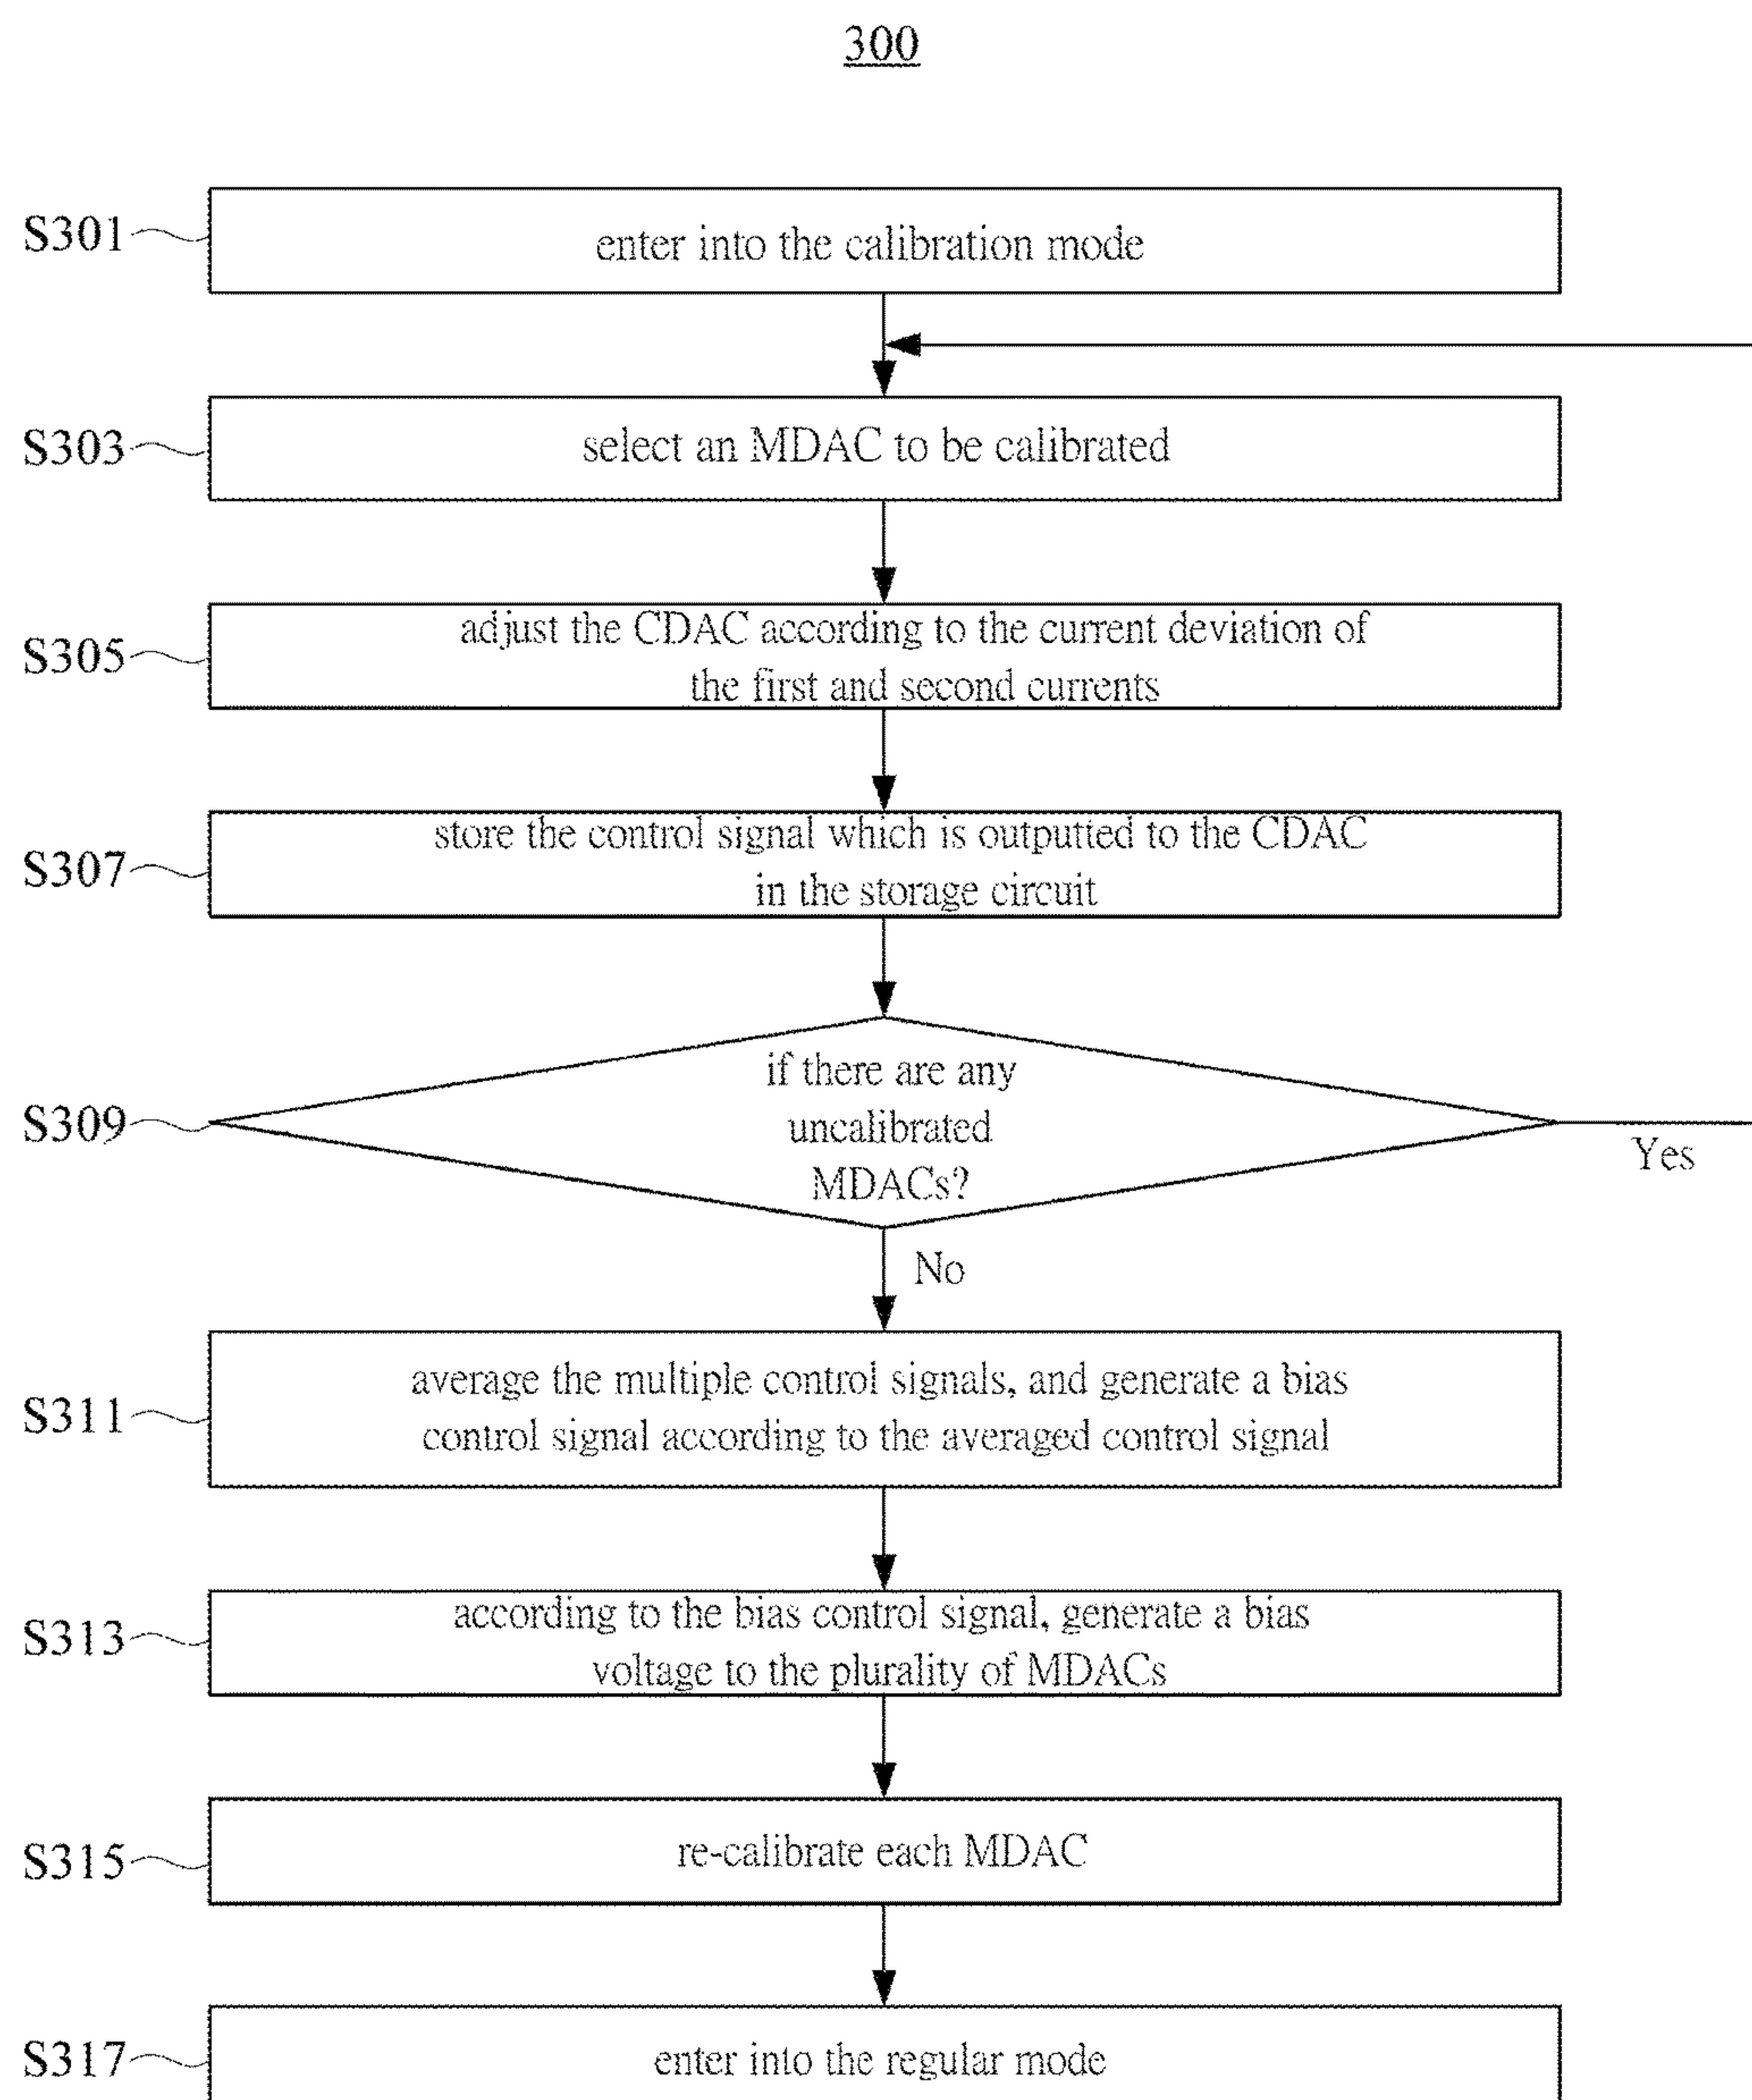 300
S301
enter into the calibration mode
S303
select an MDAC to be calibrated
S305
adjust the CDAC according to the current deviation of
the first and second currents
S307
store the control signal which is outputted to the CDAC
in the storage circuit
S309
if there are any
uncalibrated
MDACs?
Yes
No
S311
average the multiple control signals, and generate a bias
control signal according to the averaged control signal
S313
according to the bias control signal, generate a bias
voltage to the plurality of MDACs
S315
re-calibrate each MDAC
S317
enter into the regular mode